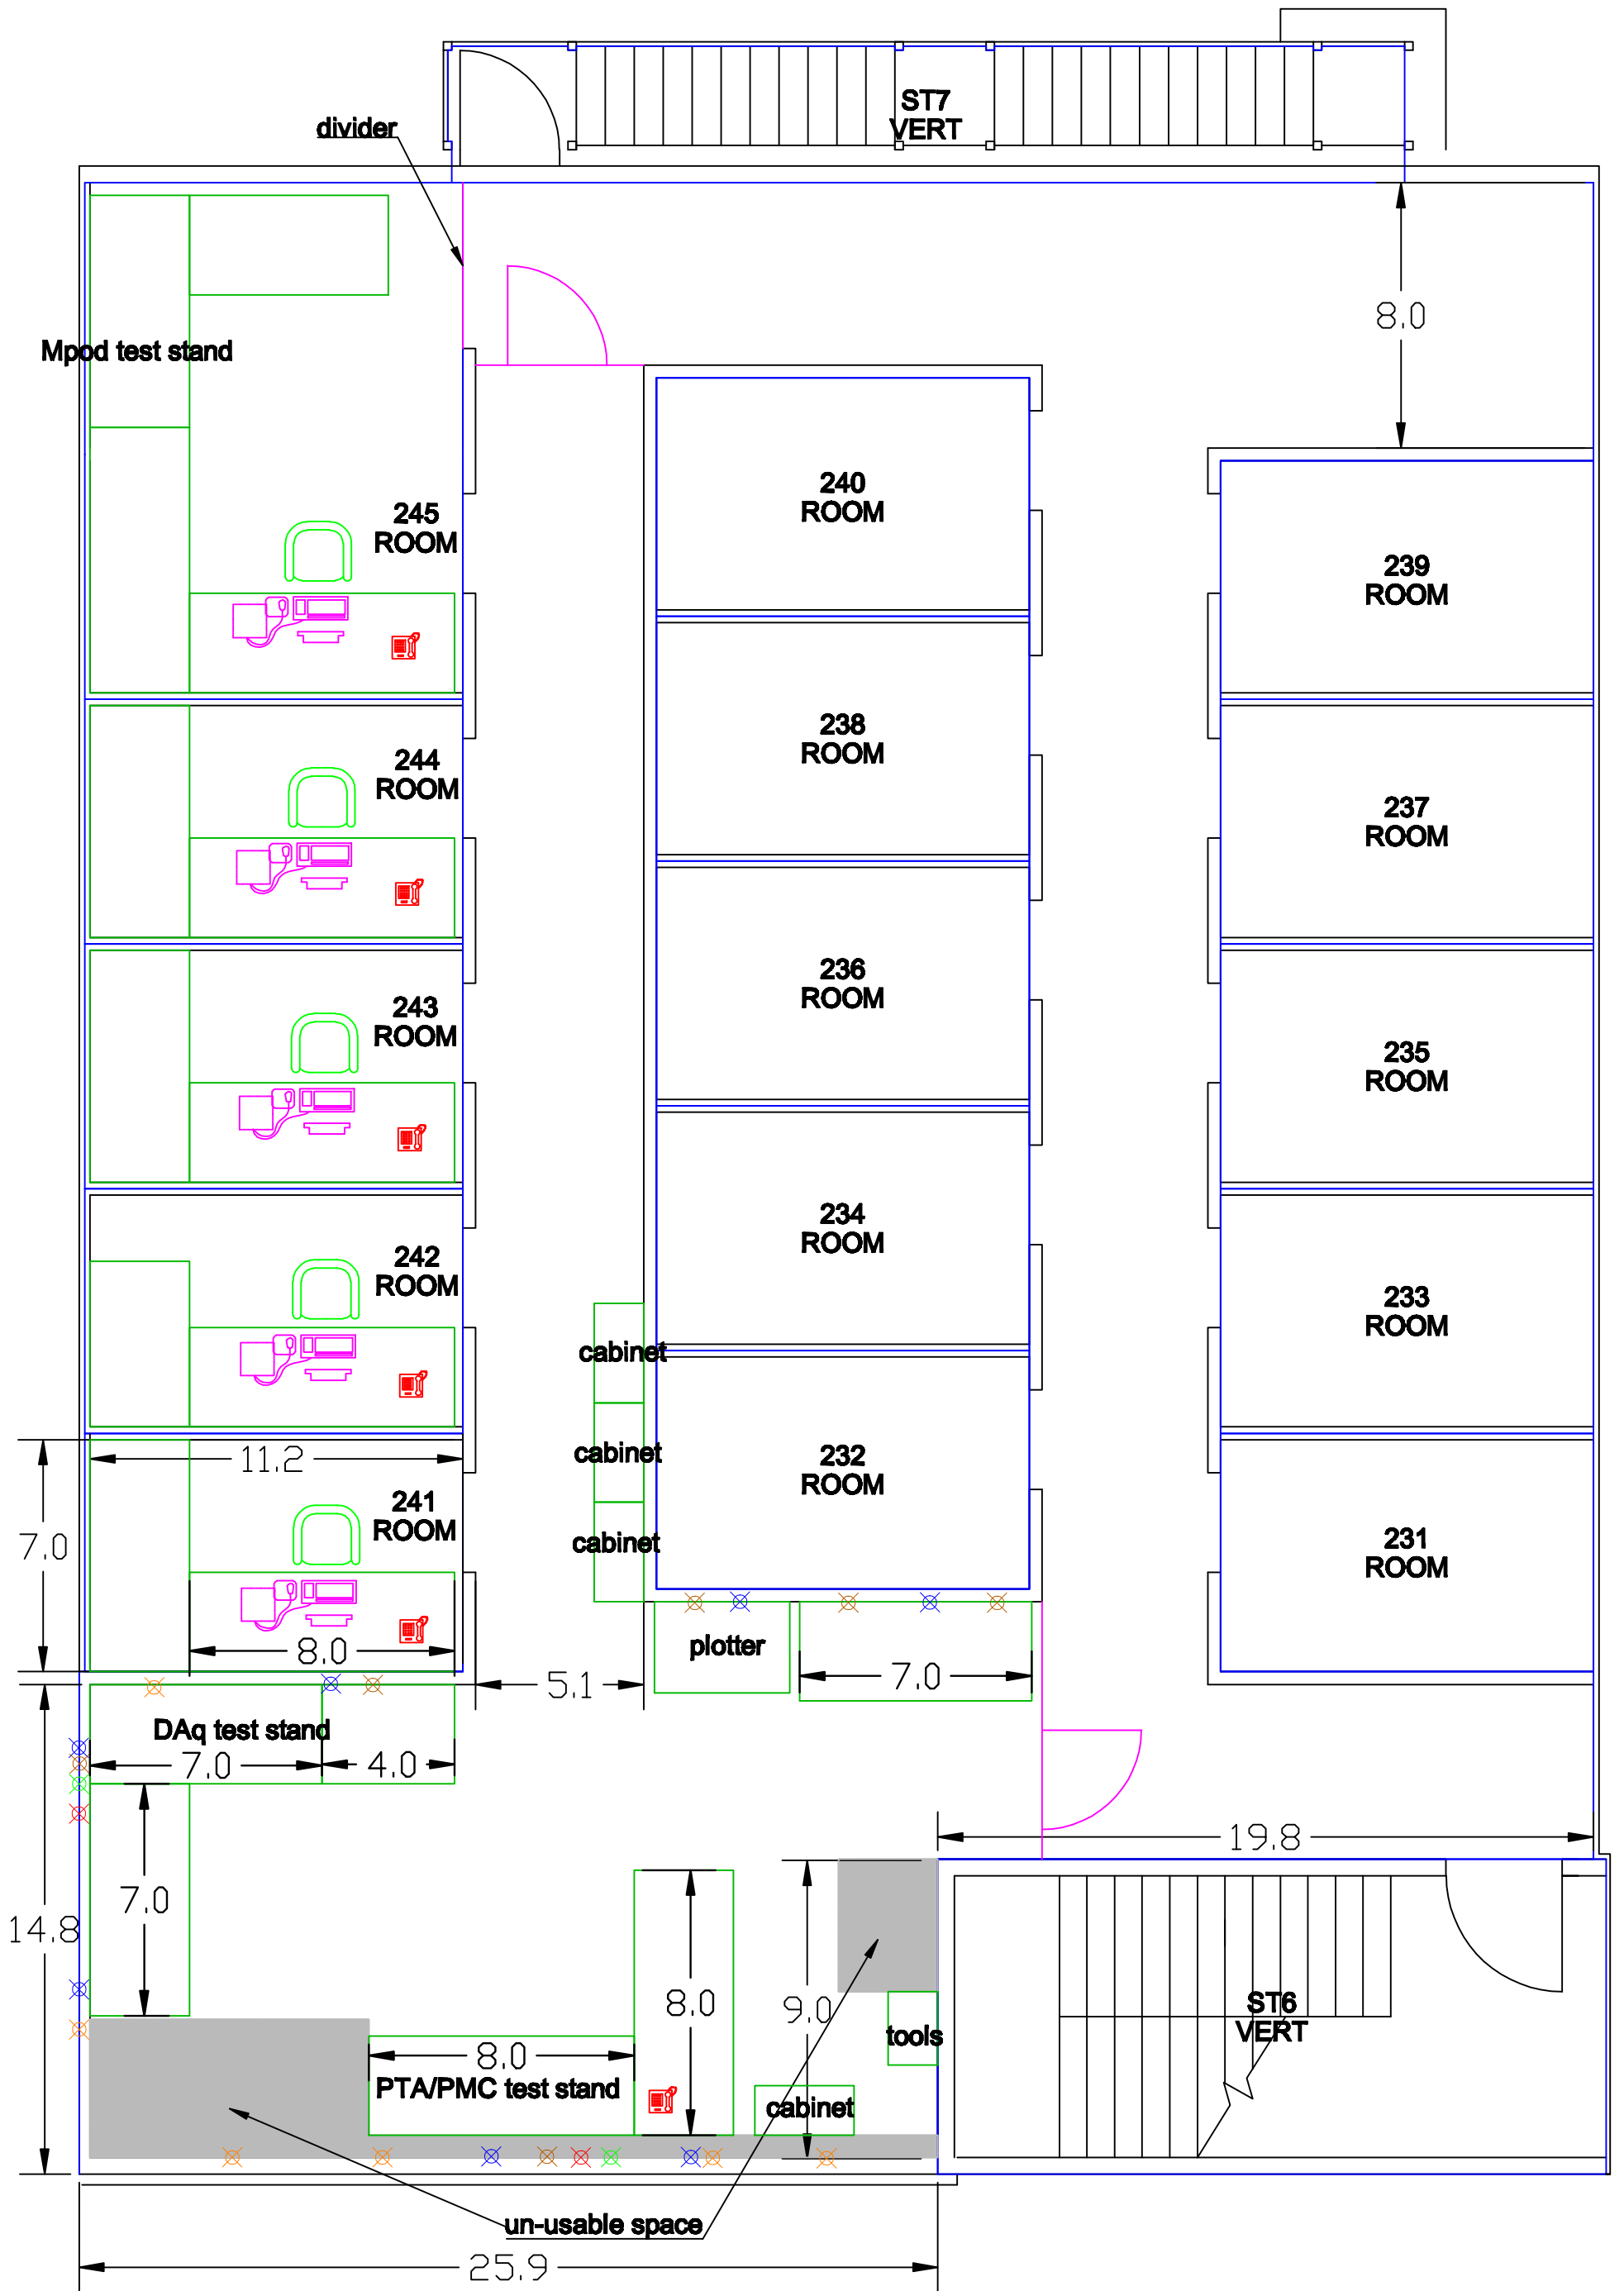 ST7
VERT
divider
8.0
Mpod test stand
240
ROOM
245
ROOM
239
ROOM
238
ROOM
244
ROOM
237
ROOM
236
ROOM
243
ROOM
235
ROOM
234
ROOM
242
ROOM
233
ROOM
cabinet
11.2
cabinet
232
ROOM
241
ROOM
7.0
cabinet
231
ROOM
8.0
plotter
5.1
7.0
DAq test stand
7.0
4.0
19.8
7.0
14.8
8.0
9.0
ST6
VERT
tools
8.0
PTA/PMC test stand
cabinet
un-usable space
25.9